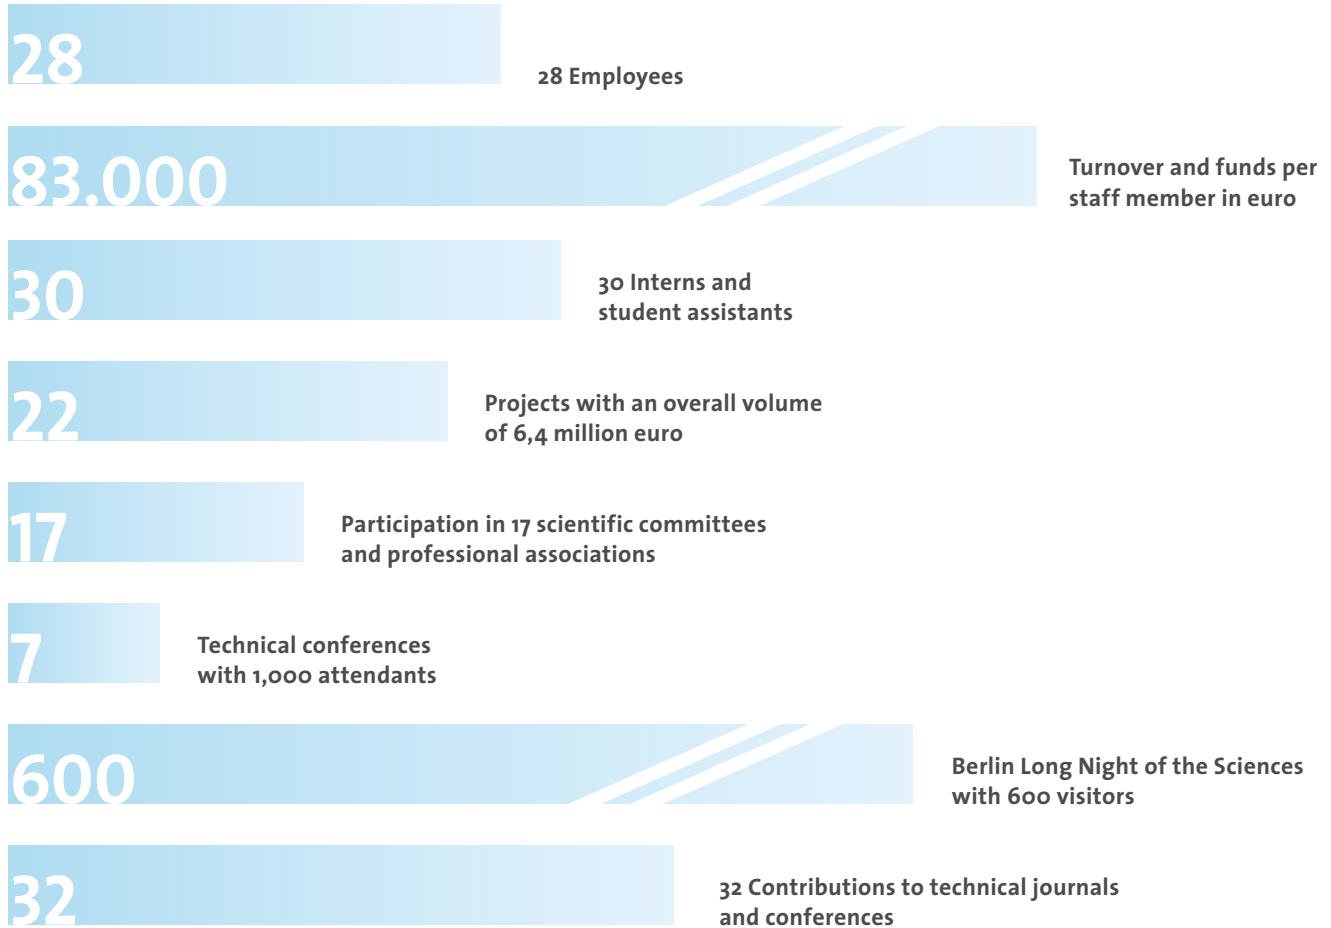 28
28 Employees
83.000
Turnover and funds per
staff member in euro
30
30 Interns and
student assistants
22
Projects with an overall volume
of 6,4 million euro
17
Participation in 17 scientific committees
and professional associations
7
Technical conferences
with 1,000 attendants
600
Berlin Long Night of the Sciences
with 600 visitors
32
32 Contributions to technical journals
and conferences